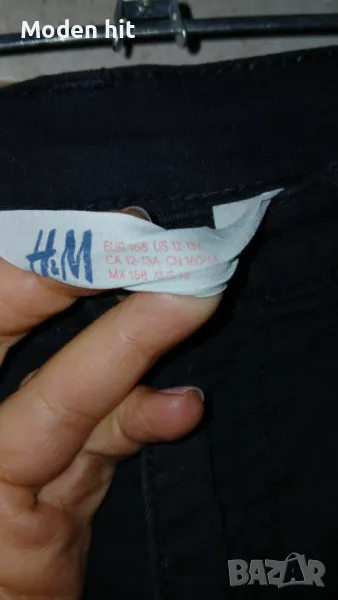 Moden hit
H&M
EUR 158 US 12-13Y
CA 12-13A CN 160/
MX 158
BAZAR